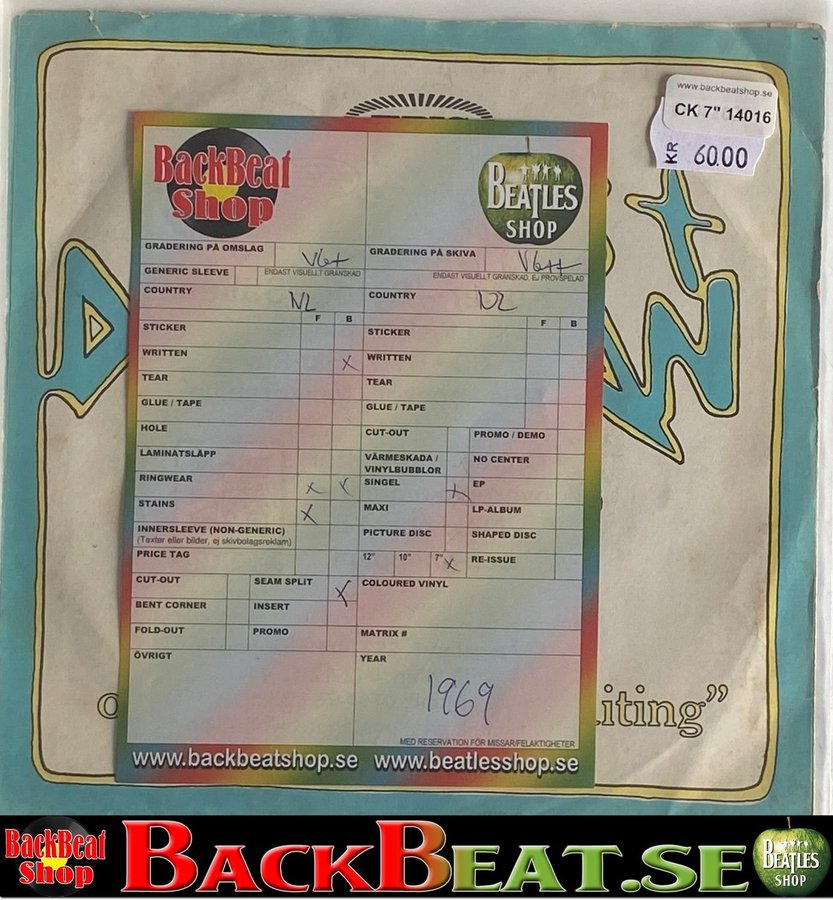 www.backbeatshop.se
CK 7" 14016
KR 60.00
BackBeat
Shop
BEATLES
SHOP
GRADERING PÅ OMSLAG VG+ GRADERING PÅ SKIVA VG++
GENERIC SLEEVE ENDAST VISUELLT GRANSKAD ENDAST VISUELLT GRANSKAD, EJ PROVSPELAD
COUNTRY NL COUNTRY NL
F B F B
STICKER STICKER
WRITTEN X WRITTEN
TEAR TEAR
GLUE / TAPE GLUE / TAPE
HOLE CUT-OUT PROMO / DEMO
LAMINATSLÄPP VÄRMESKADA / VINYLBUBBLOR NO CENTER
RINGWEAR X X SINGEL X EP
STAINS X MAXI LP-ALBUM
INNERSLEEVE (NON-GENERIC) PICTURE DISC SHAPED DISC
(Texter eller bilder, ej skivbolagsreklam)
PRICE TAG 12" 10" 7" X RE-ISSUE
CUT-OUT SEAM SPLIT X COLOURED VINYL
BENT CORNER INSERT
FOLD-OUT PROMO MATRIX #
ÖVRIGT YEAR
1969
iting”
MED RESERVATION FÖR MISSAR/FELAKTIGHETER
www.backbeatshop.se www.beatlesshop.se
BackBeat
Shop
BACKBEAT.SE
BEATLES
SHOP